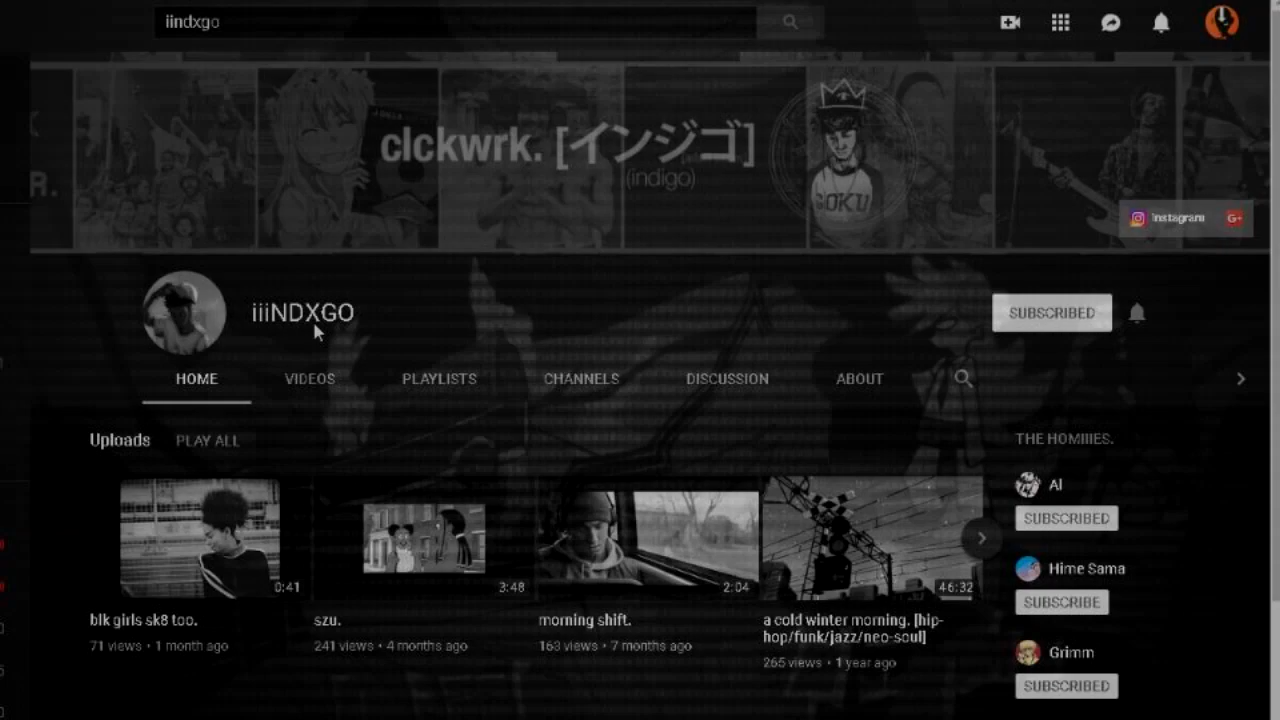 iindxgo
R.
clckwrk. [インジゴ]
(indigo)
GOKU
Instagram G+
iiiNDXGO
SUBSCRIBED
HOME VIDEOS PLAYLISTS CHANNELS DISCUSSION ABOUT
Uploads PLAY ALL
THE HOMIIIES.
AI
SUBSCRIBED
Hime Sama
SUBSCRIBE
Grimm
SUBSCRIBED
0:41
3:48
2:04
46:32
blk girls sk8 too.
71 views • 1 month ago
szu.
241 views • 4 months ago
morning shift.
163 views • 7 months ago
a cold winter morning. [hip-
hop/funk/jazz/neo-soul]
265 views • 1 year ago